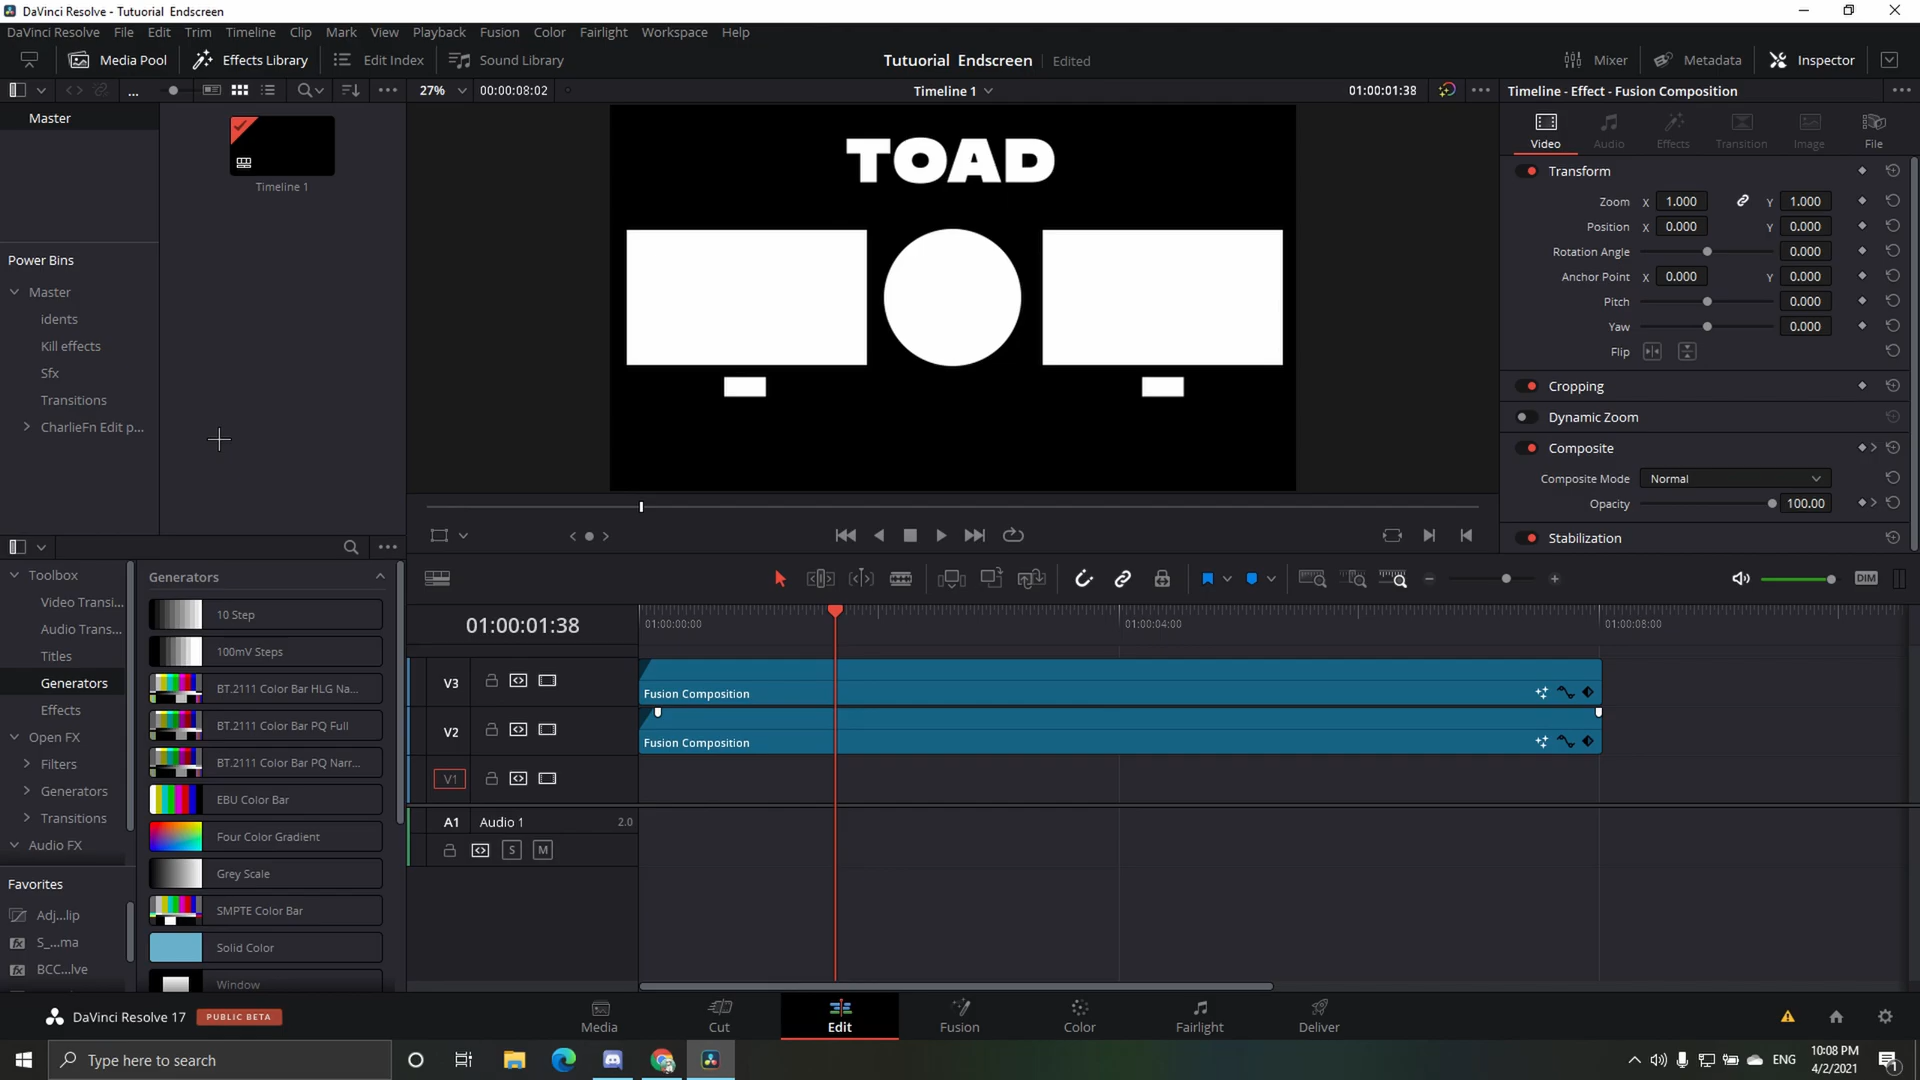 DaVinci Resolve - Tutuorial  Endscreen
DaVinci Resolve File Edit Trim Timeline Clip Mark View Playback Fusion Color Fairlight Workspace Help
Media Pool Effects Library Edit Index Sound Library Tutuorial  Endscreen Edited Mixer Metadata Inspector
27% 00:00:08:02 Timeline 1 01:00:01:38 Timeline - Effect - Fusion Composition
Master
Timeline 1
Power Bins
Master
idents
Kill effects
Sfx
Transitions
CharlieFn Edit p...
TOAD
Video Audio Effects Transition Image File
Transform
Zoom X 1.000 Y 1.000
Position X 0.000 Y 0.000
Rotation Angle 0.000
Anchor Point X 0.000 Y 0.000
Pitch 0.000
Yaw 0.000
Flip
Cropping
Dynamic Zoom
Composite
Composite Mode Normal
Opacity 100.00
Stabilization
Toolbox
Video Transi...
Audio Trans...
Titles
Generators
Effects
Open FX
Filters
Generators
Transitions
Audio FX
Favorites
Adj...lip
S_...ma
BCC...lve
Generators
10 Step
100mV Steps
BT.2111 Color Bar HLG Na...
BT.2111 Color Bar PQ Full
BT.2111 Color Bar PQ Narr...
EBU Color Bar
Four Color Gradient
Grey Scale
SMPTE Color Bar
Solid Color
Window
DIM
01:00:01:38
01:00:00:00 01:00:04:00 01:00:08:00
V3
Fusion Composition
V2
Fusion Composition
V1
A1 Audio 1 2.0
S M
DaVinci Resolve 17 PUBLIC BETA
Media Cut Edit Fusion Color Fairlight Deliver
Type here to search
ENG
10:08 PM
4/2/2021
1